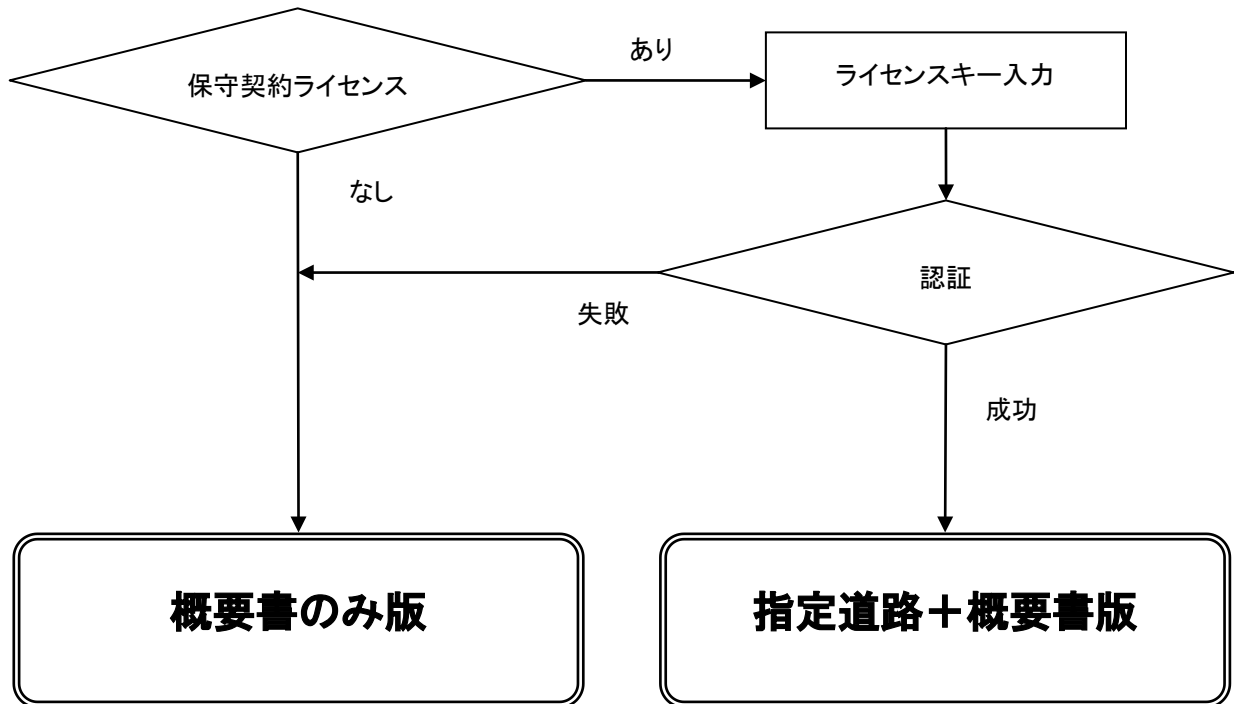 保守契約ライセンス
あり
ライセンスキー入力
なし
認証
失敗
成功
概要書のみ版
指定道路＋概要書版